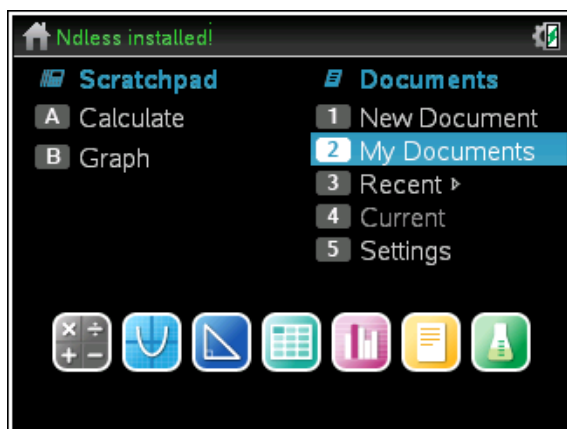 Ndless installed!
Scratchpad
A Calculate
B Graph
Documents
1 New Document
2 My Documents
3 Recent ▹
4 Current
5 Settings